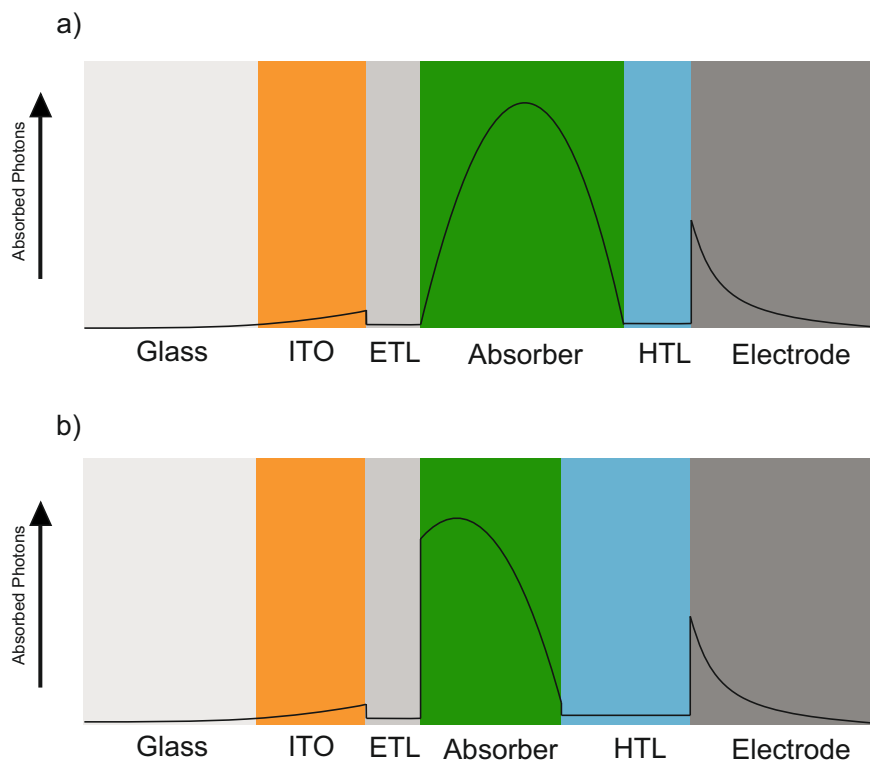 a)
Absorbed Photons
Glass
ITO
ETL
Absorber
HTL
Electrode
b)
Absorbed Photons
Glass
ITO
ETL
Absorber
HTL
Electrode